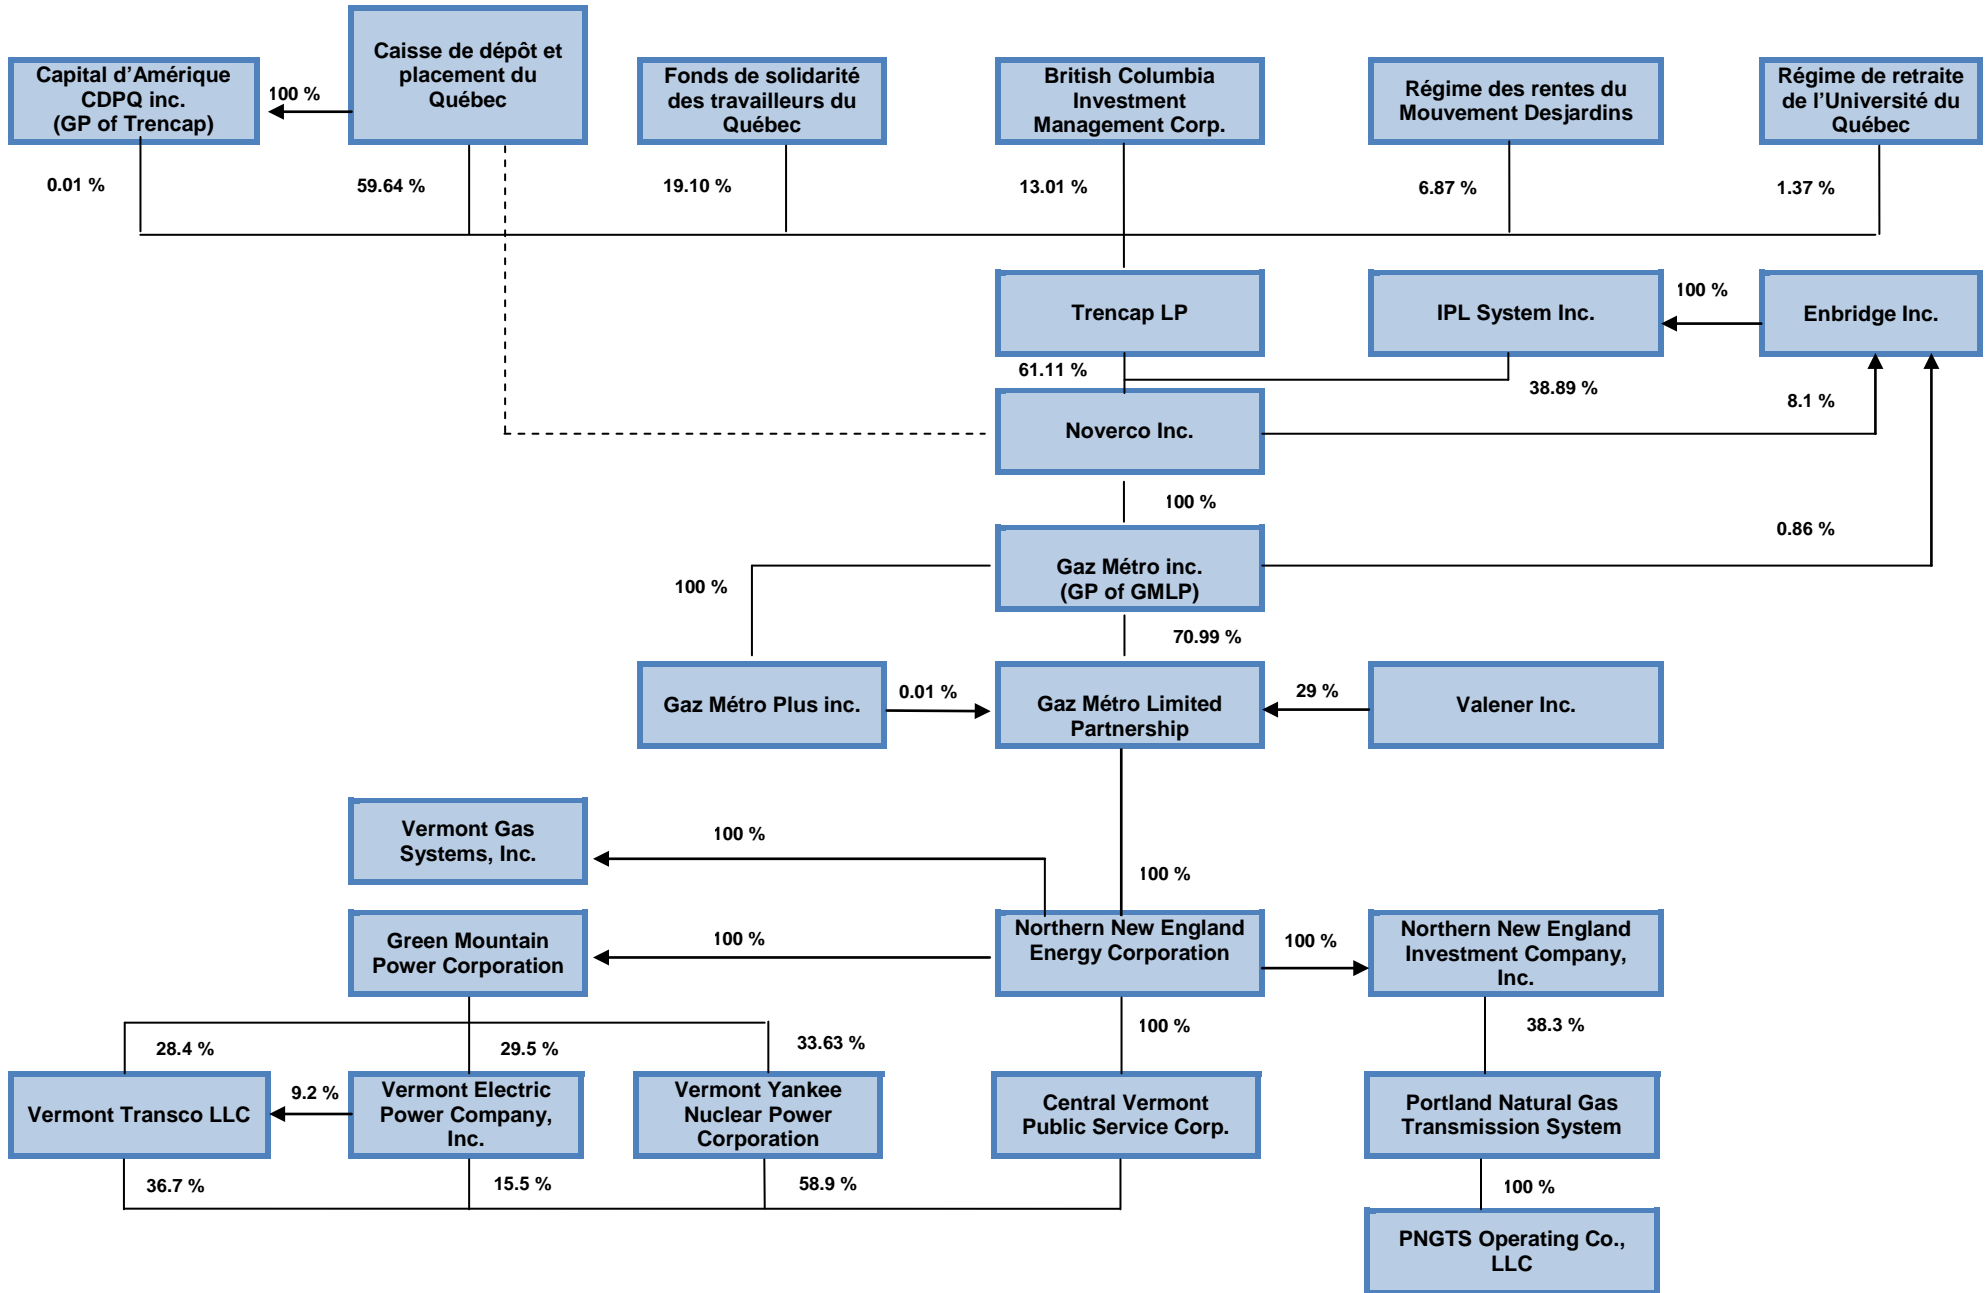 Capital d’Amérique
CDPQ inc.
(GP of Trencap)
100 %
Caisse de dépôt et
placement du
Québec
Fonds de solidarité
des travailleurs du
Québec
British Columbia
Investment
Management Corp.
Régime des rentes du
Mouvement Desjardins
Régime de retraite
de l’Université du
Québec
0.01 %
59.64 %
19.10 %
13.01 %
6.87 %
1.37 %
Trencap LP
IPL System Inc.
100 %
Enbridge Inc.
61.11 %
38.89 %
8.1 %
Noverco Inc.
100 %
0.86 %
Gaz Métro inc.
(GP of GMLP)
100 %
70.99 %
Gaz Métro Plus inc.
0.01 %
Gaz Métro Limited
Partnership
29 %
Valener Inc.
Vermont Gas
Systems, Inc.
100 %
100 %
Green Mountain
Power Corporation
100 %
Northern New England
Energy Corporation
100 %
Northern New England
Investment Company,
Inc.
28.4 %
29.5 %
33.63 %
100 %
38.3 %
Vermont Transco LLC
9.2 %
Vermont Electric
Power Company,
Inc.
Vermont Yankee
Nuclear Power
Corporation
Central Vermont
Public Service Corp.
Portland Natural Gas
Transmission System
36.7 %
15.5 %
58.9 %
100 %
PNGTS Operating Co.,
LLC